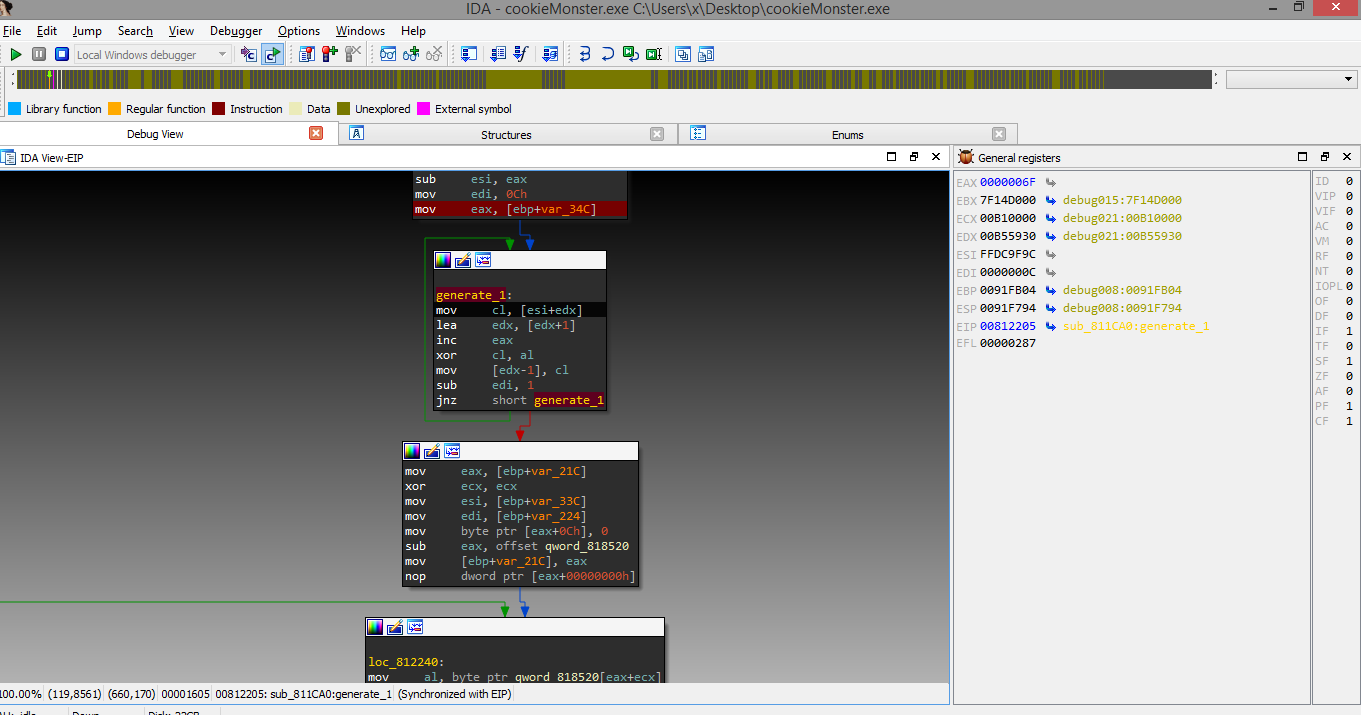 IDA - cookieMonster.exe C:\Users\x\Desktop\cookieMonster.exe
File Edit Jump Search View Debugger Options Windows Help
Local Windows debugger
Library function Regular function Instruction Data Unexplored External symbol
Debug View Structures Enums
IDA View-EIP
sub esi, eax
mov edi, 0Ch
mov eax, [ebp+var_34C]
generate_1:
mov cl, [esi+edx]
lea edx, [edx+1]
inc eax
xor cl, al
mov [edx-1], cl
sub edi, 1
jnz short generate_1
mov eax, [ebp+var_21C]
xor ecx, ecx
mov esi, [ebp+var_33C]
mov edi, [ebp+var_224]
mov byte ptr [eax+0Ch], 0
sub eax, offset qword_818520
mov [ebp+var_21C], eax
nop dword ptr [eax+00000000h]
loc_812240:
mov al, byte ptr qword_818520[eax+ecx]
100.00% (119,8561) (660,170) 00001605 00812205: sub_811CA0:generate_1 (Synchronized with EIP)
General registers
EAX 0000006F
EBX 7F14D000 debug015:7F14D000
ECX 00B10000 debug021:00B10000
EDX 00B55930 debug021:00B55930
ESI FFDC9F9C
EDI 0000000C
EBP 0091FB04 debug008:0091FB04
ESP 0091F794 debug008:0091F794
EIP 00812205 sub_811CA0:generate_1
EFL 00000287
ID 0
VIP 0
VIF 0
AC 0
VM 0
RF 0
NT 0
IOPL 0
OF 0
DF 0
IF 1
TF 0
SF 1
ZF 0
AF 0
PF 1
CF 1